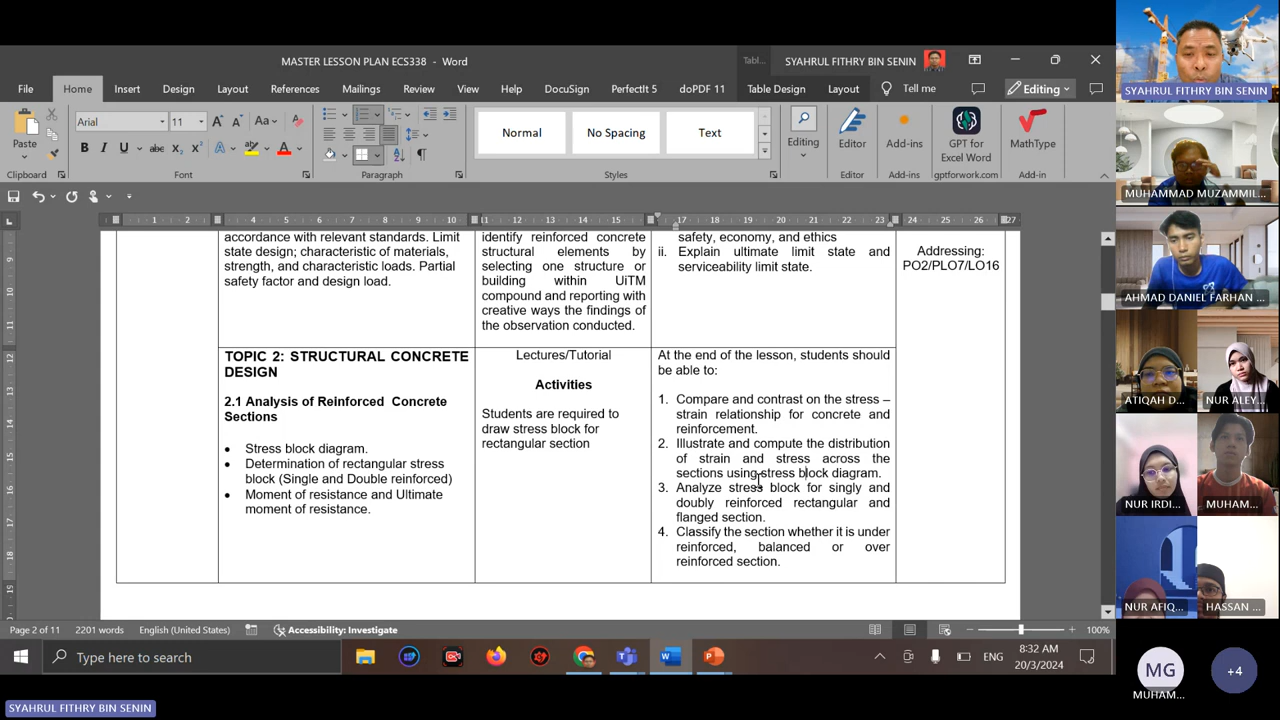 MASTER LESSON PLAN ECS338 - Word
Tabl...
SYAHRUL FITHRY BIN SENIN
File
Home
Insert
Design
Layout
References
Mailings
Review
View
Help
DocuSign
PerfectIt 5
doPDF 11
Table Design
Layout
Tell me
Editing
Paste
Arial
11
Normal
No Spacing
Text
Editing
Editor
Add-ins
GPT for
Excel Word
MathType
Clipboard
Font
Paragraph
Styles
Editor
Add-ins
gptforwork.com
Add-in
accordance with relevant standards. Limit
state design; characteristic of materials,
strength, and characteristic loads. Partial
safety factor and design load.
identify reinforced concrete
structural elements by
selecting one structure or
building within UiTM
compound and reporting with
creative ways the findings of
the observation conducted.
safety, economy, and ethics
ii. Explain ultimate limit state and
serviceability limit state.
Addressing:
PO2/PLO7/LO16
TOPIC 2: STRUCTURAL CONCRETE
DESIGN
2.1 Analysis of Reinforced Concrete
Sections
• Stress block diagram.
• Determination of rectangular stress
block (Single and Double reinforced)
• Moment of resistance and Ultimate
moment of resistance.
Lectures/Tutorial
Activities
Students are required to
draw stress block for
rectangular section
At the end of the lesson, students should
be able to:
1. Compare and contrast on the stress –
strain relationship for concrete and
reinforcement.
2. Illustrate and compute the distribution
of strain and stress across the
sections using stress block diagram.
3. Analyze stress block for singly and
doubly reinforced rectangular and
flanged section.
4. Classify the section whether it is under
reinforced, balanced or over
reinforced section.
Page 2 of 11
2201 words
English (United States)
Accessibility: Investigate
100%
Type here to search
ENG
8:32 AM
20/3/2024
SYAHRUL FITHRY BIN SENIN
SYAHRUL FITHRY BIN SENIN
MUHAMMAD MUZAMMIL...
AHMAD DANIEL FARHAN ...
ATIQAH D...
NUR ALEY...
NUR IRDI...
MUHAM...
NUR AFIQ...
HASSAN ...
MG
MUHAM...
+4